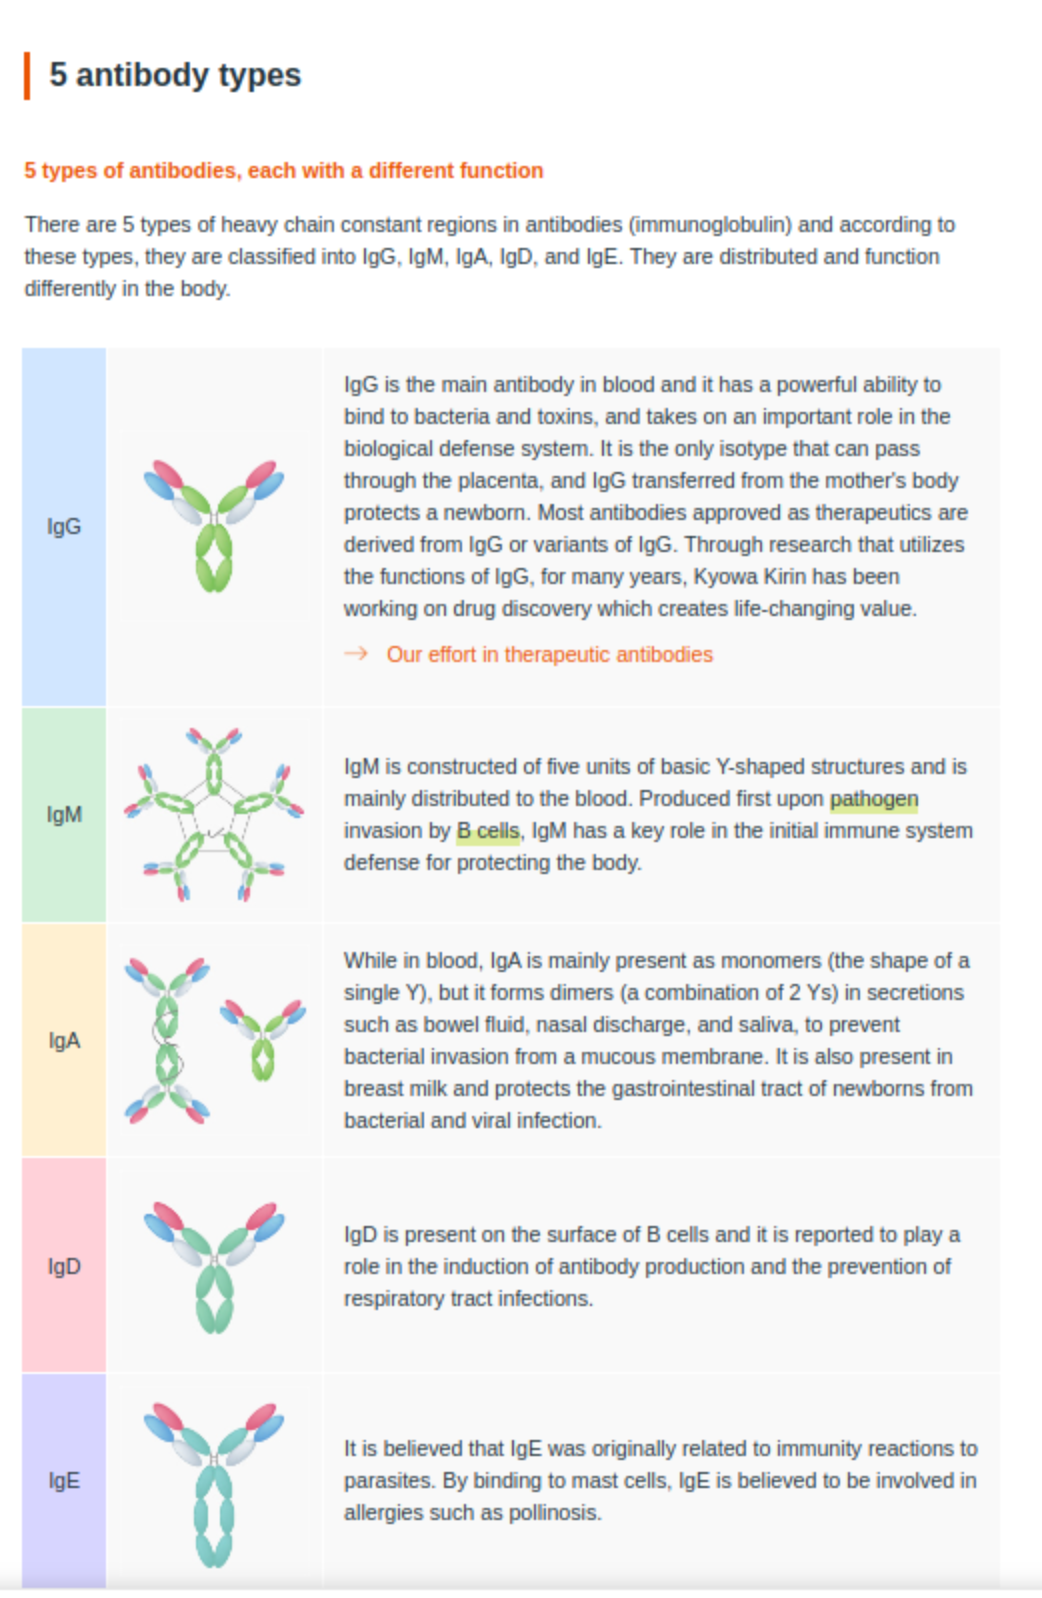 5 antibody types
5 types of antibodies, each with a different function
There are 5 types of heavy chain constant regions in antibodies (immunoglobulin) and according to
these types, they are classified into IgG, IgM, IgA, IgD, and IgE. They are distributed and function
differently in the body.
IgG
IgG is the main antibody in blood and it has a powerful ability to
bind to bacteria and toxins, and takes on an important role in the
biological defense system. It is the only isotype that can pass
through the placenta, and IgG transferred from the mother's body
protects a newborn. Most antibodies approved as therapeutics are
derived from IgG or variants of IgG. Through research that utilizes
the functions of IgG, for many years, Kyowa Kirin has been
working on drug discovery which creates life-changing value.
→ Our effort in therapeutic antibodies
IgM
IgM is constructed of five units of basic Y-shaped structures and is
mainly distributed to the blood. Produced first upon pathogen
invasion by B cells, IgM has a key role in the initial immune system
defense for protecting the body.
IgA
While in blood, IgA is mainly present as monomers (the shape of a
single Y), but it forms dimers (a combination of 2 Ys) in secretions
such as bowel fluid, nasal discharge, and saliva, to prevent
bacterial invasion from a mucous membrane. It is also present in
breast milk and protects the gastrointestinal tract of newborns from
bacterial and viral infection.
IgD
IgD is present on the surface of B cells and it is reported to play a
role in the induction of antibody production and the prevention of
respiratory tract infections.
IgE
It is believed that IgE was originally related to immunity reactions to
parasites. By binding to mast cells, IgE is believed to be involved in
allergies such as pollinosis.